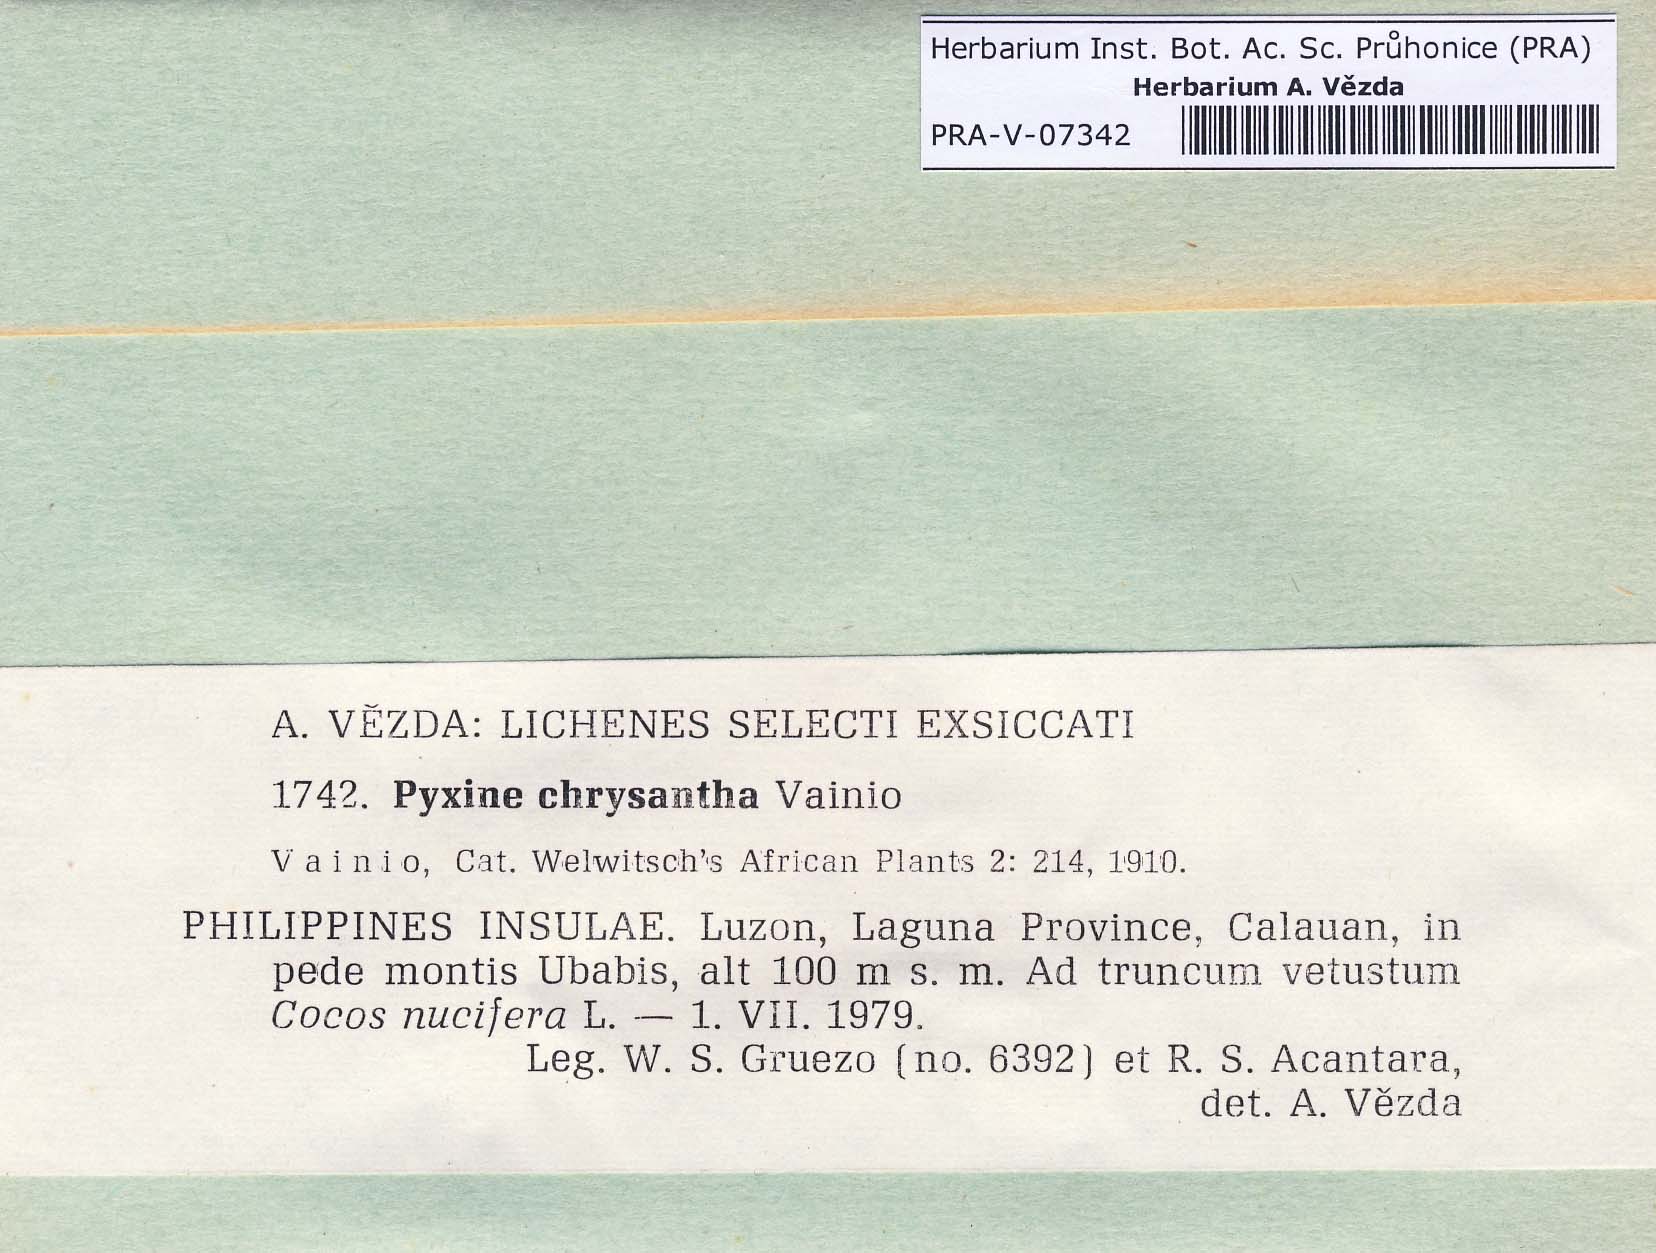 Herbarium Inst. Bot. Ac. Sc. Průhonice (PRA)
Herbarium A. Vězda
PRA-V-07342
A. VĚZDA: LICHENES SELECTI EXSICCATI
1742. Pyxine chrysantha Vainio
Vainio, Cat. Welwitsch's African Plants 2: 214, 1910.
PHILIPPINES INSULAE. Luzon, Laguna Province, Calauan, in
pede montis Ubabis, alt 100 m s. m. Ad truncum vetustum
Cocos nucifera L. — 1. VII. 1979.
Leg. W. S. Gruezo (no. 6392) et R. S. Acantara,
det. A. Vězda